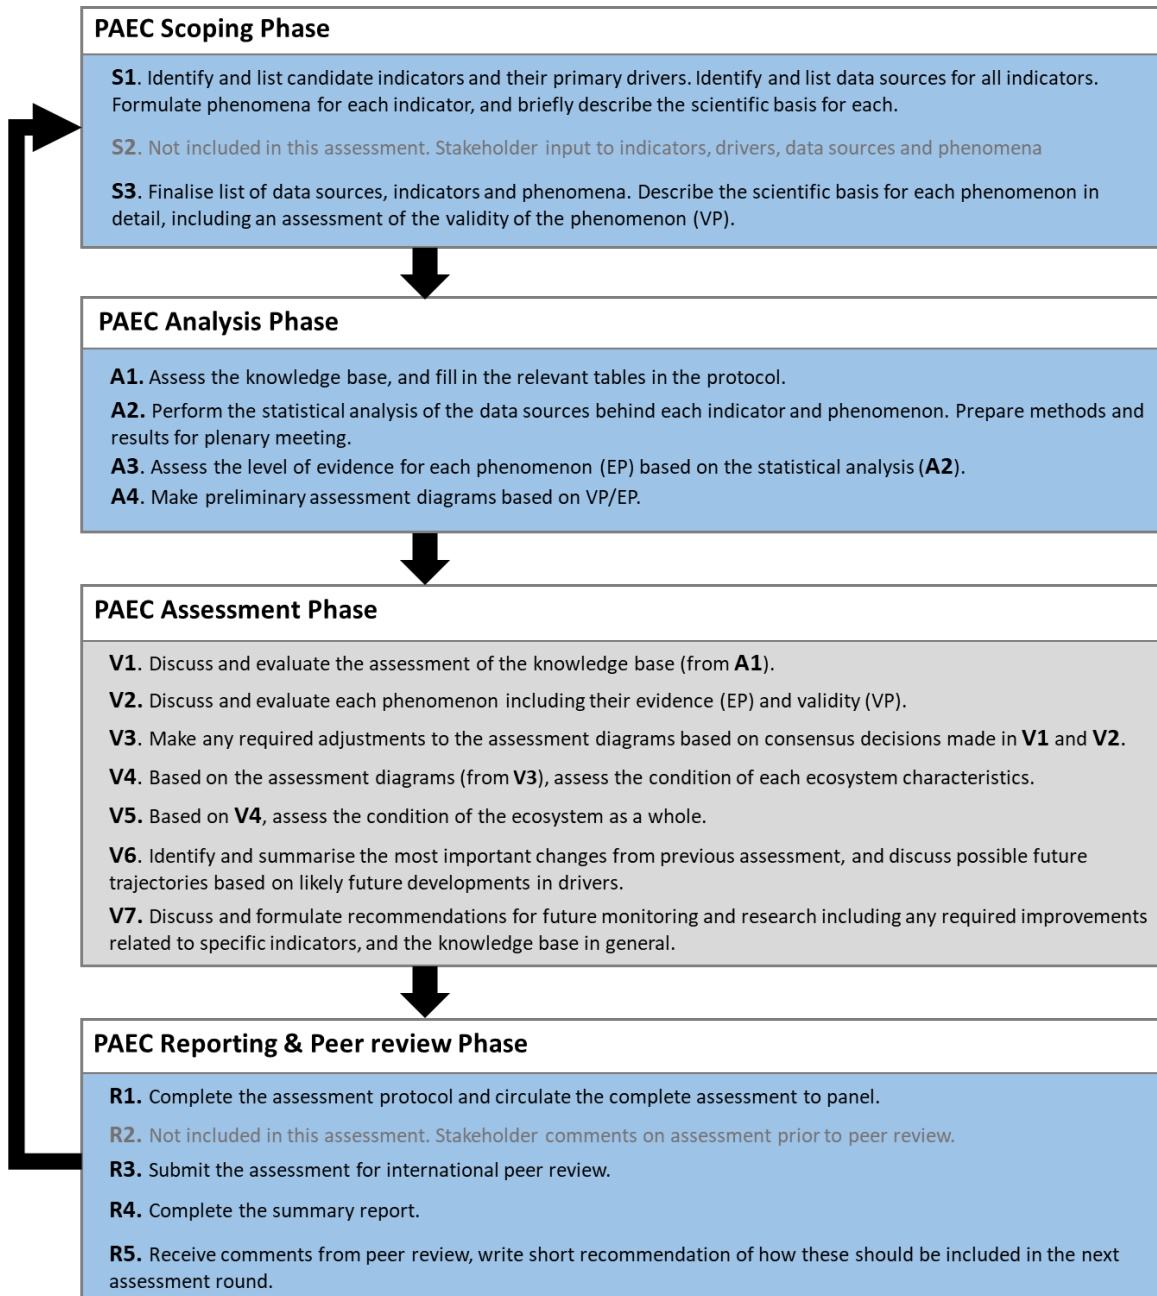 PAEC Scoping Phase
S1. Identify and list candidate indicators and their primary drivers. Identify and list data sources for all indicators.
Formulate phenomena for each indicator, and briefly describe the scientific basis for each.
S2. Not included in this assessment. Stakeholder input to indicators, drivers, data sources and phenomena
S3. Finalise list of data sources, indicators and phenomena. Describe the scientific basis for each phenomenon in
detail, including an assessment of the validity of the phenomenon (VP).
PAEC Analysis Phase
A1. Assess the knowledge base, and fill in the relevant tables in the protocol.
A2. Perform the statistical analysis of the data sources behind each indicator and phenomenon. Prepare methods and
results for plenary meeting.
A3. Assess the level of evidence for each phenomenon (EP) based on the statistical analysis (A2).
A4. Make preliminary assessment diagrams based on VP/EP.
PAEC Assessment Phase
V1. Discuss and evaluate the assessment of the knowledge base (from A1).
V2. Discuss and evaluate each phenomenon including their evidence (EP) and validity (VP).
V3. Make any required adjustments to the assessment diagrams based on consensus decisions made in V1 and V2.
V4. Based on the assessment diagrams (from V3), assess the condition of each ecosystem characteristics.
V5. Based on V4, assess the condition of the ecosystem as a whole.
V6. Identify and summarise the most important changes from previous assessment, and discuss possible future
trajectories based on likely future developments in drivers.
V7. Discuss and formulate recommendations for future monitoring and research including any required improvements
related to specific indicators, and the knowledge base in general.
PAEC Reporting & Peer review Phase
R1. Complete the assessment protocol and circulate the complete assessment to panel.
R2. Not included in this assessment. Stakeholder comments on assessment prior to peer review.
R3. Submit the assessment for international peer review.
R4. Complete the summary report.
R5. Receive comments from peer review, write short recommendation of how these should be included in the next
assessment round.